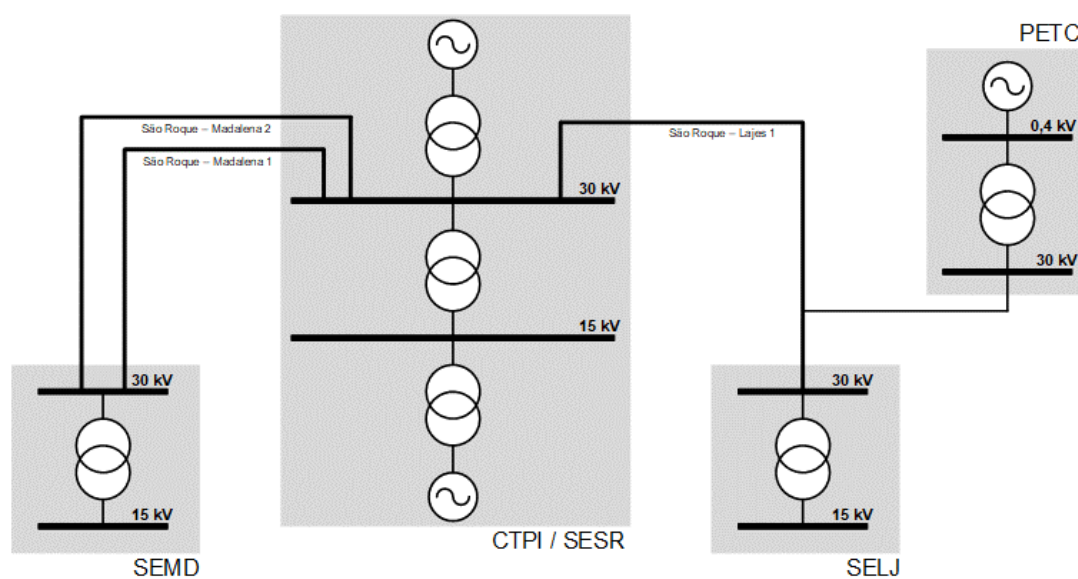 PETC
São Roque – Madalena 2
São Roque – Lajes 1
0,4 kV
São Roque – Madalena 1
30 kV
30 kV
15 kV
30 kV
30 kV
15 kV
15 kV
CTPI / SESR
SEMD
SELJ